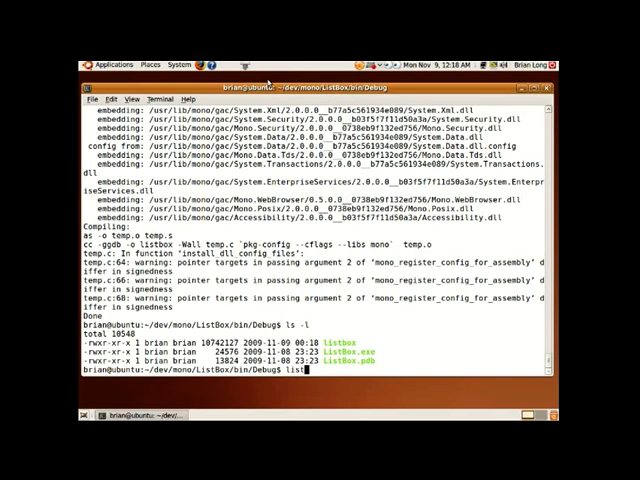 Applications Places System Mon Nov 9, 12:18 AM Brian Long
brian@ubuntu: ~/dev/mono/ListBox/bin/Debug
File Edit View Terminal Help
embedding: /usr/lib/mono/gac/System.Xml/2.0.0.0__b77a5c561934e089/System.Xml.dll
embedding: /usr/lib/mono/gac/System.Security/2.0.0.0__b03f5f7f11d50a3a/System.Security.dll
embedding: /usr/lib/mono/gac/Mono.Security/2.0.0.0__0738eb9f132ed756/Mono.Security.dll
embedding: /usr/lib/mono/gac/System.Data/2.0.0.0__b77a5c561934e089/System.Data.dll
config from: /usr/lib/mono/gac/System.Data/2.0.0.0__b77a5c561934e089/System.Data.dll.config
embedding: /usr/lib/mono/gac/Mono.Data.Tds/2.0.0.0__0738eb9f132ed756/Mono.Data.Tds.dll
embedding: /usr/lib/mono/gac/System.Transactions/2.0.0.0__b77a5c561934e089/System.Transactions.
dll
embedding: /usr/lib/mono/gac/System.EnterpriseServices/2.0.0.0__b03f5f7f11d50a3a/System.Enterpr
iseServices.dll
embedding: /usr/lib/mono/gac/Mono.WebBrowser/0.5.0.0__0738eb9f132ed756/Mono.WebBrowser.dll
embedding: /usr/lib/mono/gac/Mono.Posix/2.0.0.0__0738eb9f132ed756/Mono.Posix.dll
embedding: /usr/lib/mono/gac/Accessibility/2.0.0.0__b03f5f7f11d50a3a/Accessibility.dll
Compiling:
as -o temp.o temp.s
cc -ggdb -o listbox -Wall temp.c `pkg-config --cflags --libs mono`  temp.o
temp.c: In function ‘install_dll_config_files’:
temp.c:64: warning: pointer targets in passing argument 2 of ‘mono_register_config_for_assembly’ d
iffer in signedness
temp.c:66: warning: pointer targets in passing argument 2 of ‘mono_register_config_for_assembly’ d
iffer in signedness
temp.c:68: warning: pointer targets in passing argument 2 of ‘mono_register_config_for_assembly’ d
iffer in signedness
Done
brian@ubuntu:~/dev/mono/ListBox/bin/Debug$ ls -l
total 10548
-rwxr-xr-x 1 brian brian 10742127 2009-11-09 00:18 listbox
-rwxr-xr-x 1 brian brian 24576 2009-11-08 23:23 ListBox.exe
-rwxr-xr-x 1 brian brian 13824 2009-11-08 23:23 ListBox.pdb
brian@ubuntu:~/dev/mono/ListBox/bin/Debug$ list
brian@ubuntu: ~/dev/...